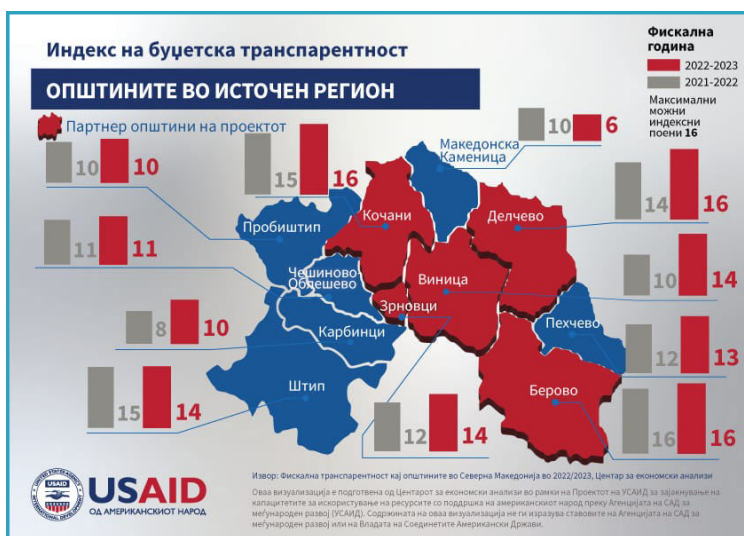 Индекс на буџетска транспарентност
ОПШТИНИТЕ ВО ИСТОЧЕН РЕГИОН
Партнер општини на проектот
Фискална
година
2022-2023
2021-2022
Максимални
можни
индексни
поени 16
10 6
Македонска
Каменица
10 10
Пробиштип
15 16
Кочани
Делчево
14 16
11 11
Чешиново
Облешево
Виница
10 14
Зрновци
8 10
Карбинци
Пехчево
12 13
Штип
15 14
12 14
Берово
16 16
UNITED STATES AGENCY
INTERNATIONAL DEVELOPMENT
USAID
ОД АМЕРИКАНСКИОТ НАРОД
Извор: Фискална транспарентност кај општините во Северна Македонија во 2022/2023, Центар за економски анализи
Оваа визуализација е подготвена од Центарот за економски анализи во рамки на Проектот на УСАИД за зајакнување на
капацитетите за искористување на ресурсите со поддршка на американскиот народ преку Агенцијата на САД за
меѓународен развој (УСАИД). Содржината на оваа визуализација не ги изразува ставовите на Агенцијата на САД за
меѓународен развој или на Владата на Соединетите Американски Држави.